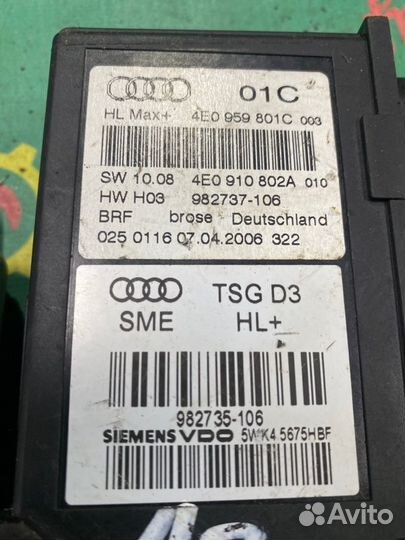 01C
HL Max+ 4E0 959 801C 003
SW 10.08 4E0 910 802A 010
HW H03 982737-106
BRF brose Deutschland
025 0116 07.04.2006 322
TSG D3
SME HL+
982735-106
SIEMENS VDO 5WK4 5675HBF
Avito